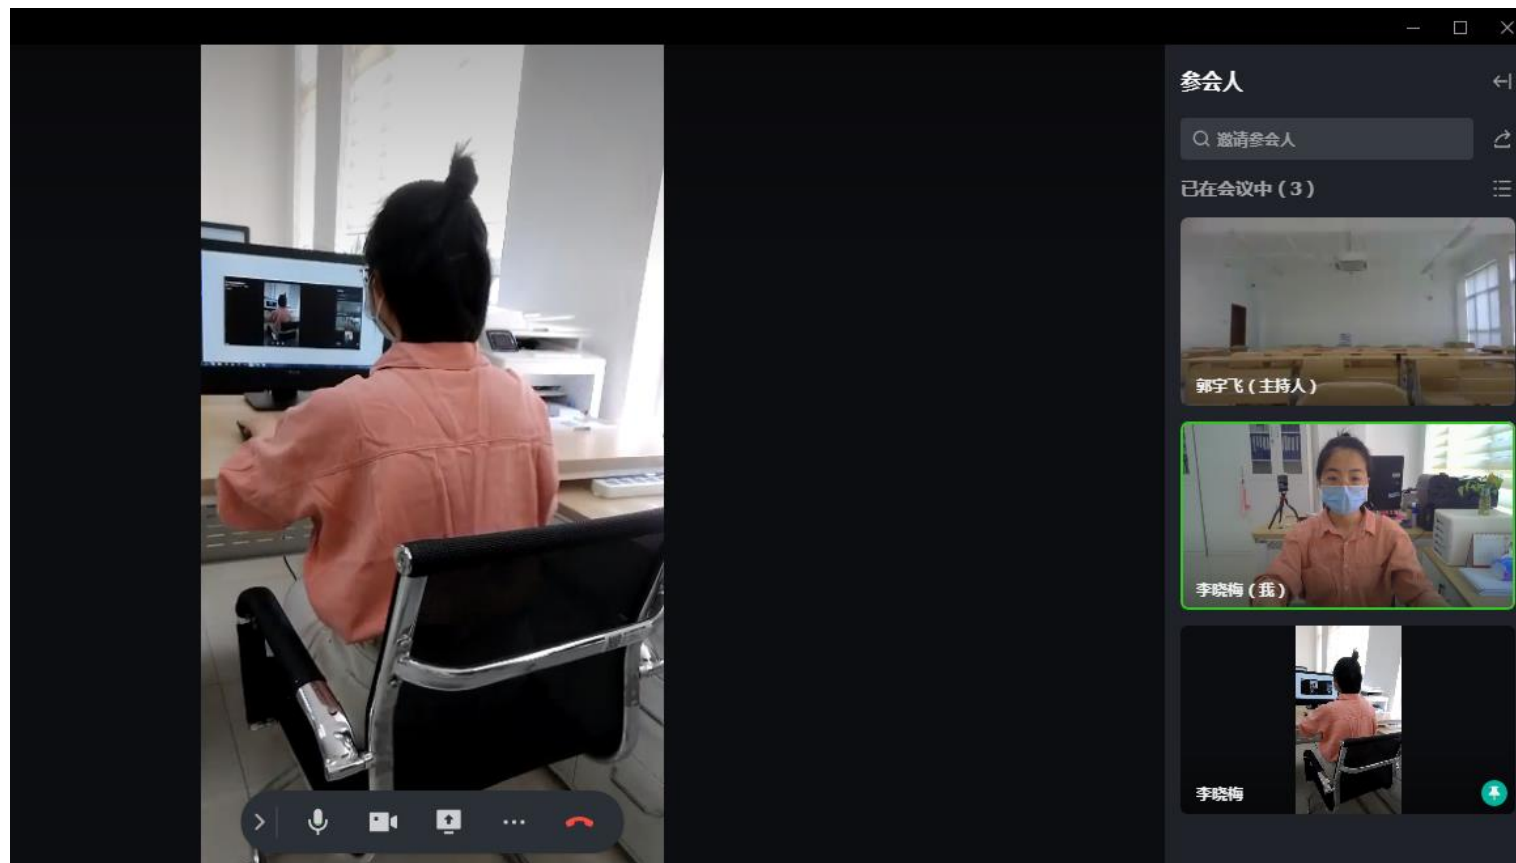 参会人
邀请参会人
已在会议中（3）
郭宇飞（主持人）
李晓梅（我）
李晓梅